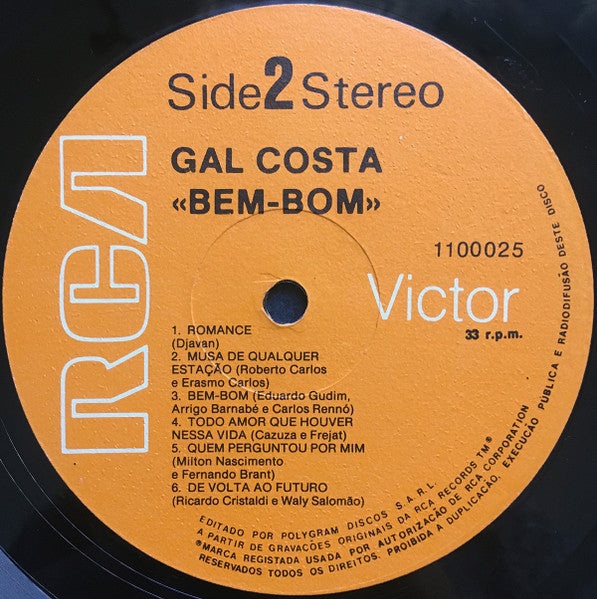 Side 2 Stereo
GAL COSTA
«BEM-BOM»
RCA
1100025
Victor
33 r.p.m.
1. ROMANCE
(Djavan)
2. MUSA DE QUALQUER
ESTAÇÃO (Roberto Carlos
e Erasmo Carlos)
3. BEM-BOM (Eduardo Gudim,
Arrigo Barnabé e Carlos Rennó)
4. TODO AMOR QUE HOUVER
NESSA VIDA (Cazuza e Frejat)
5. QUEM PERGUNTOU POR MIM
(Milton Nascimento
e Fernando Brant)
6. DE VOLTA AO FUTURO
(Ricardo Cristaldi e Waly Salomão)
EDITADO POR POLYGRAM DISCOS S.A.R.L.
A PARTIR DE GRAVAÇÕES ORIGINAIS DA RCA RECORDS TM®
®MARCA REGISTADA USADA POR AUTORIZAÇÃO DE RCA CORPORATION
RESERVADOS TODOS OS DIREITOS. PROIBIDA A DUPLICAÇÃO, EXECUÇÃO PÚBLICA E RADIODIFUSÃO DESTE DISCO